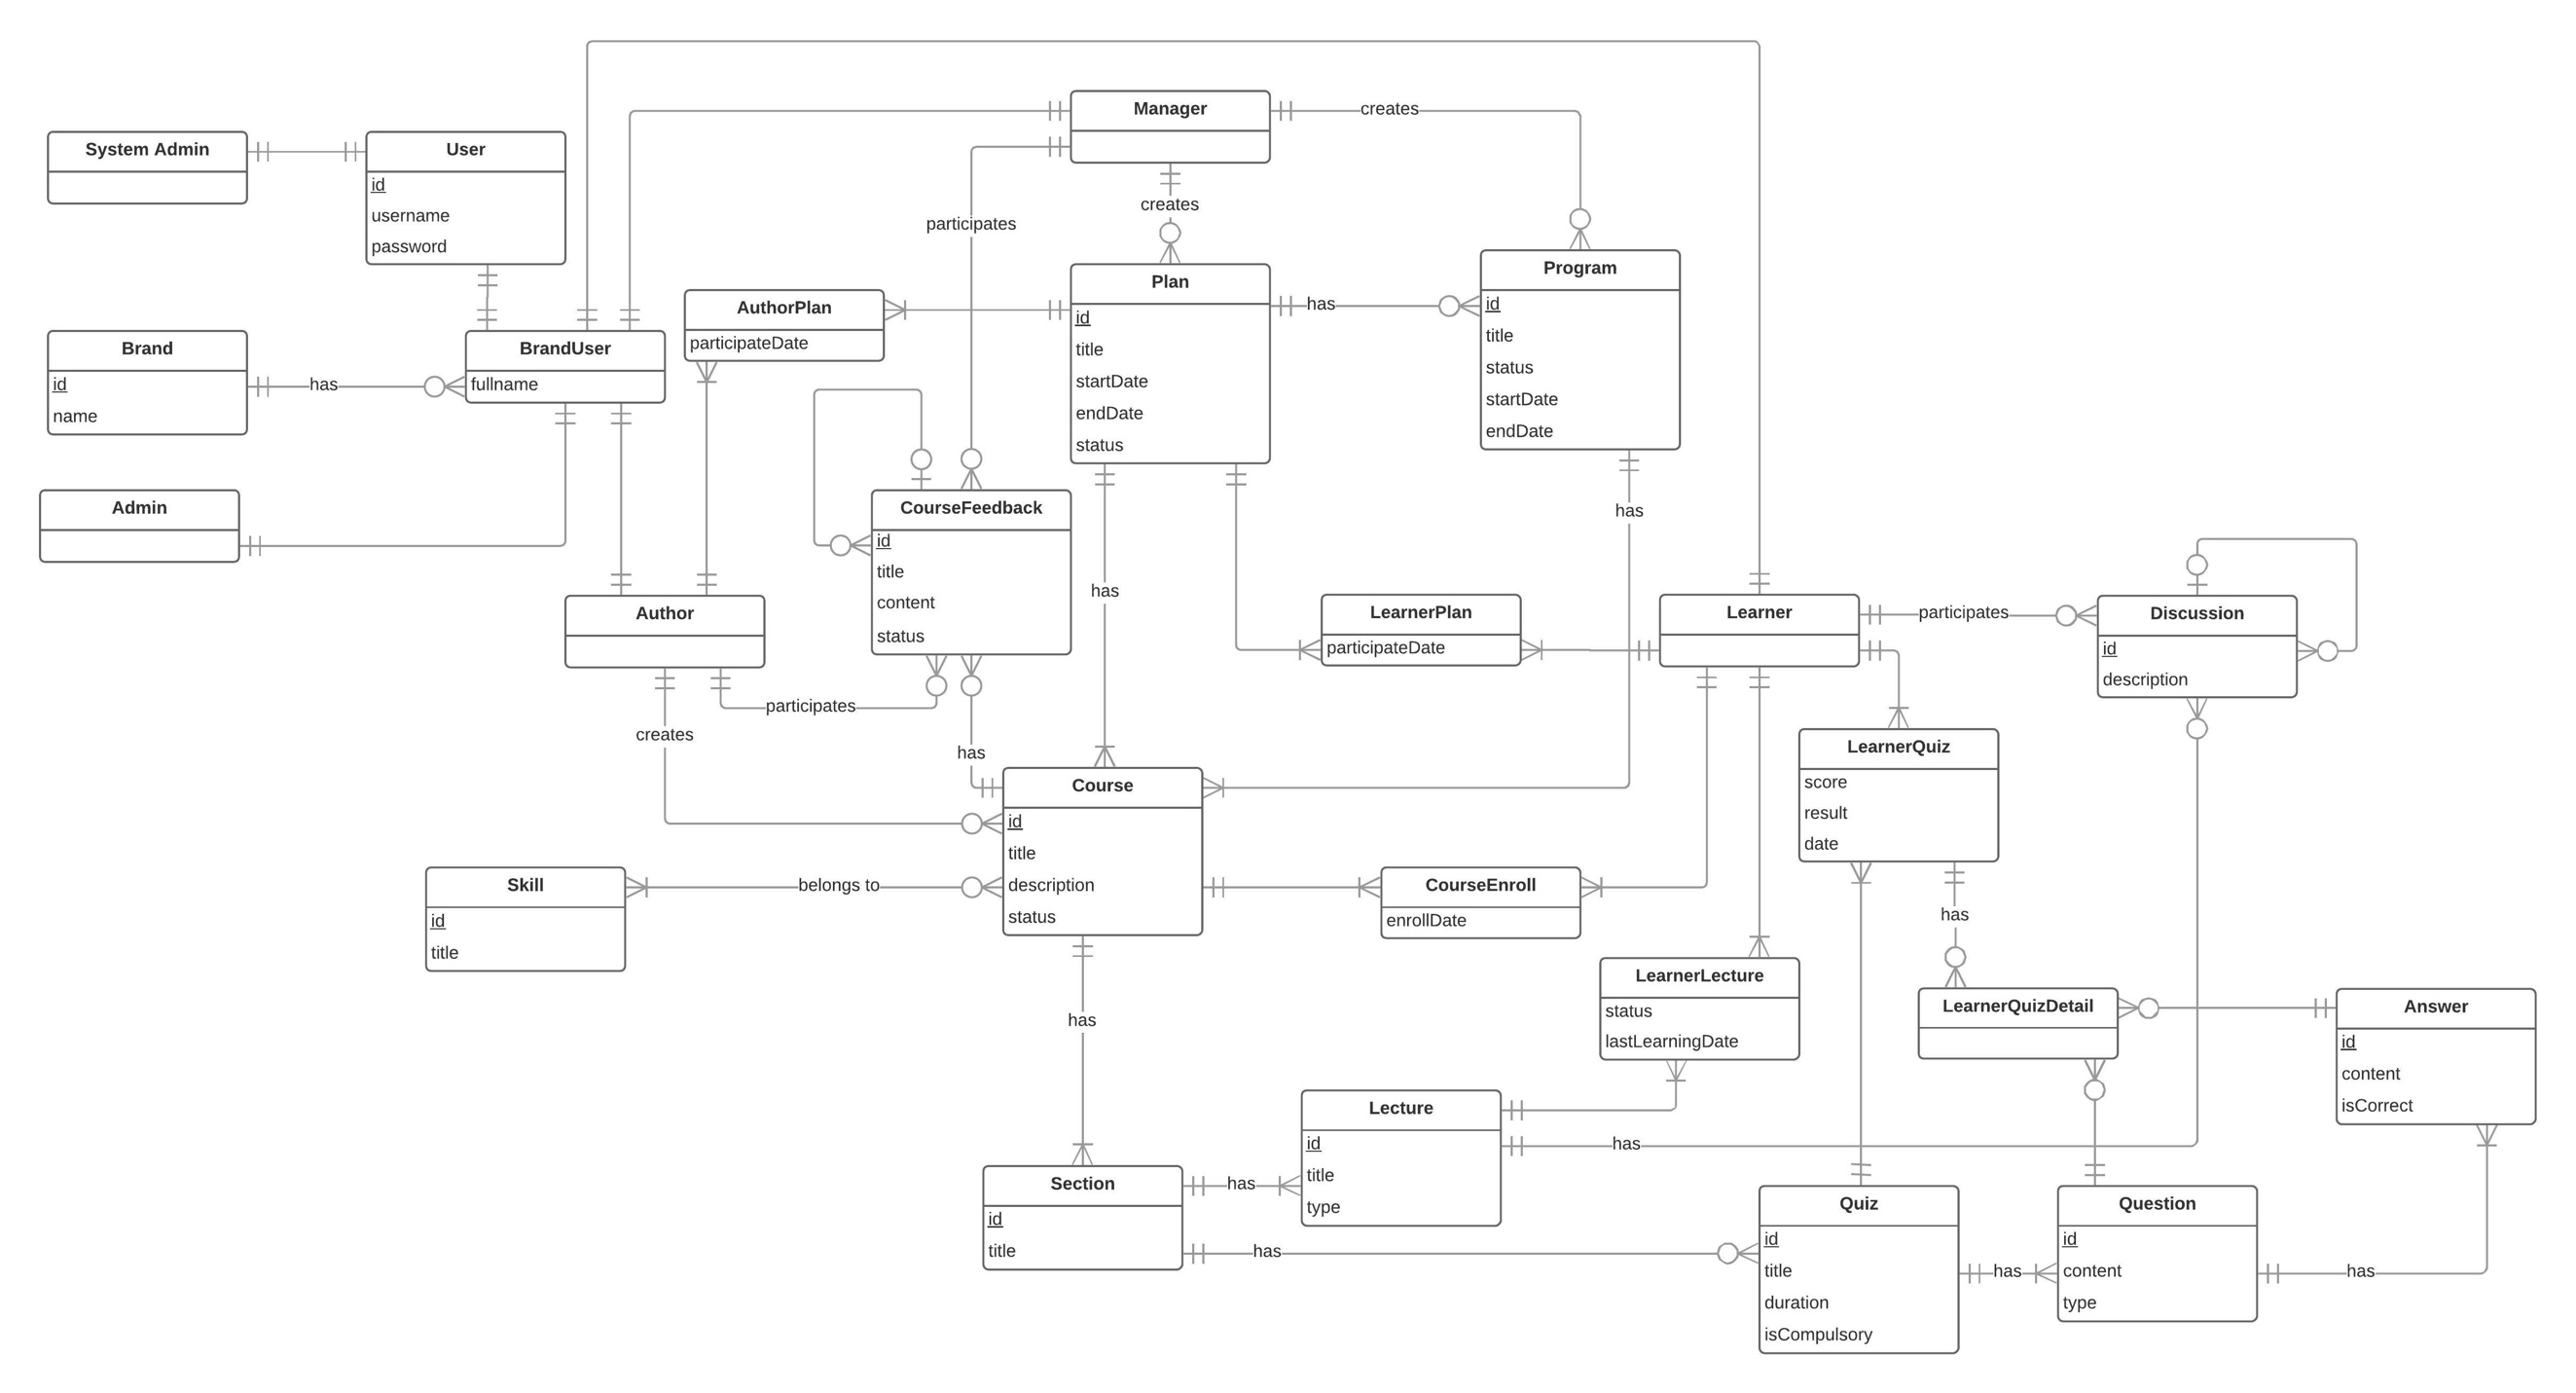 Manager
creates
System Admin
User
id
username
password
creates
participates
Plan
id
title
startDate
endDate
status
has
Program
id
title
status
startDate
endDate
AuthorPlan
participateDate
Brand
id
name
has
BrandUser
fullname
Admin
CourseFeedback
id
title
content
status
has
has
Author
LearnerPlan
participateDate
Learner
participates
Discussion
id
description
participates
creates
has
LearnerQuiz
score
result
date
Course
id
title
description
status
Skill
id
title
belongs to
CourseEnroll
enrollDate
has
LearnerLecture
status
lastLearningDate
LearnerQuizDetail
Answer
id
content
isCorrect
has
Lecture
id
title
type
has
Section
id
title
has
has
Quiz
id
title
duration
isCompulsory
has
Question
id
content
type
has